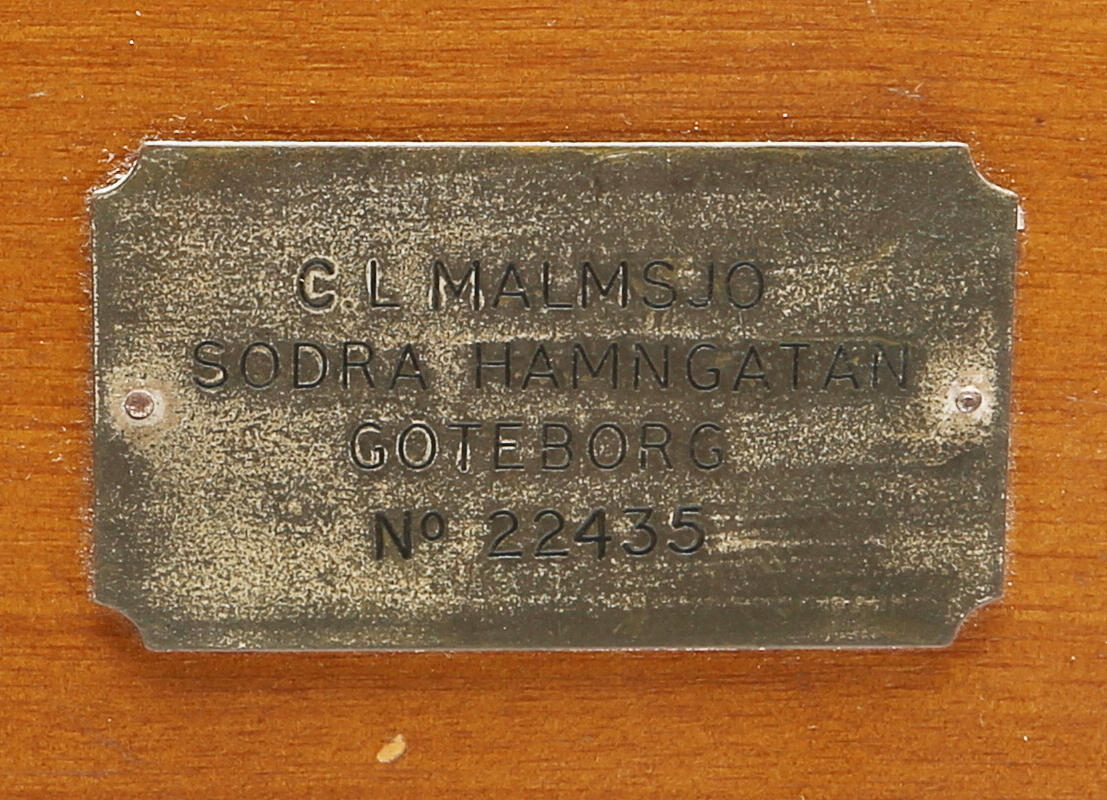 C.L MALMSJO
SODRA HAMNGATAN
GOTEBORG
Nº 22435